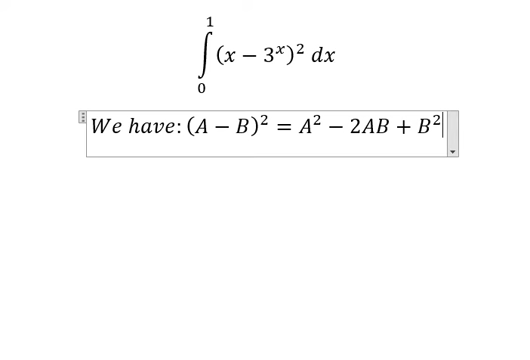 ∫₀¹ (x − 3ˣ)² dx
We have: (A − B)² = A² − 2AB + B²